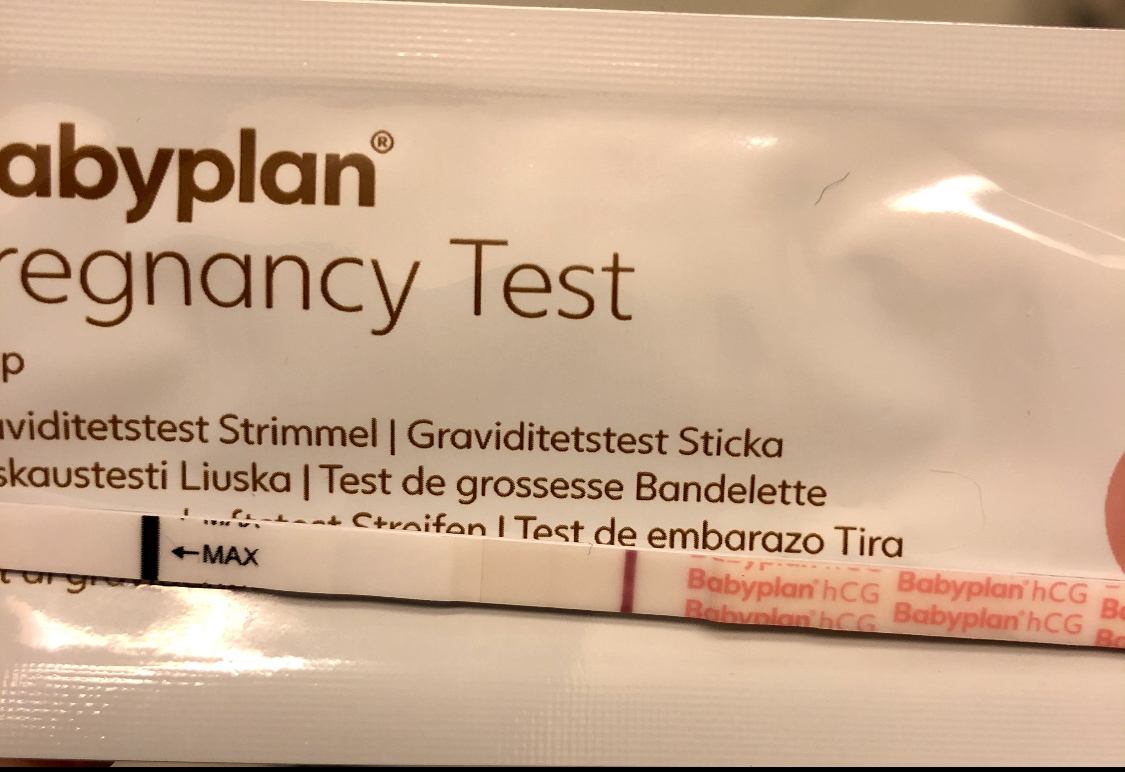 abyplan®
regnancy Test
p
aviditetstest Strimmel | Graviditetstest Sticka
skaustesti Liuska | Test de grossesse Bandelette
Streifen | Test de embarazo Tira
←MAX
Babyplan® hCG Babyplan® hCG
Babyplan® hCG Babyplan® hCG